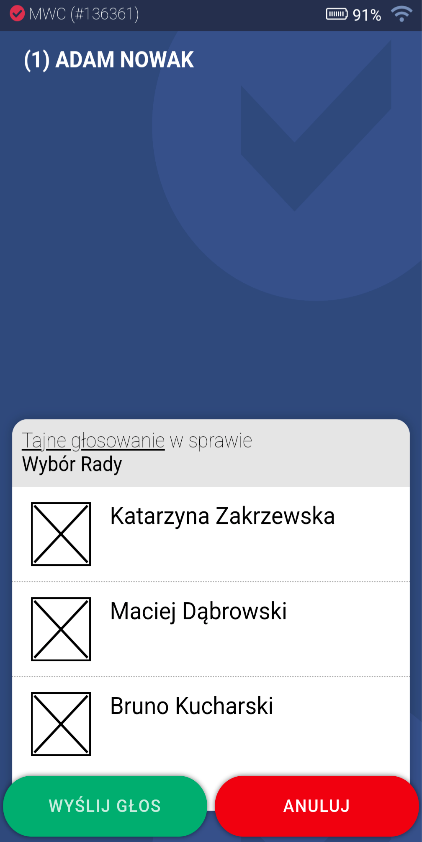 MWC (#136361)
91%
(1) ADAM NOWAK
Tajne głosowanie w sprawie
Wybór Rady
Katarzyna Zakrzewska
Maciej Dąbrowski
Bruno Kucharski
WYŚLIJ GŁOS
ANULUJ